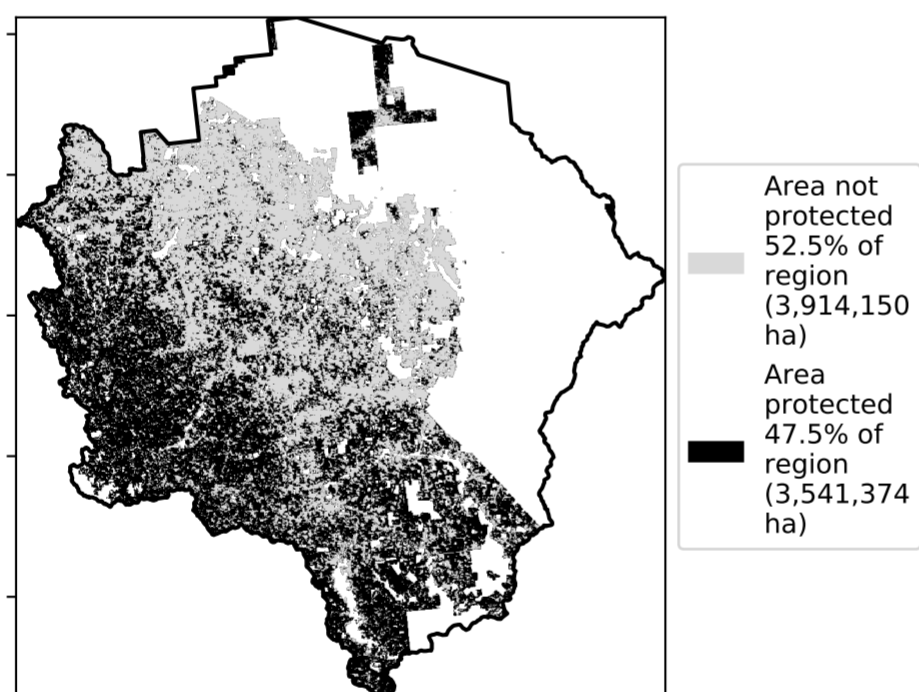 Area not
protected
52.5% of
region
(3,914,150
ha)
Area
protected
47.5% of
region
(3,541,374
ha)